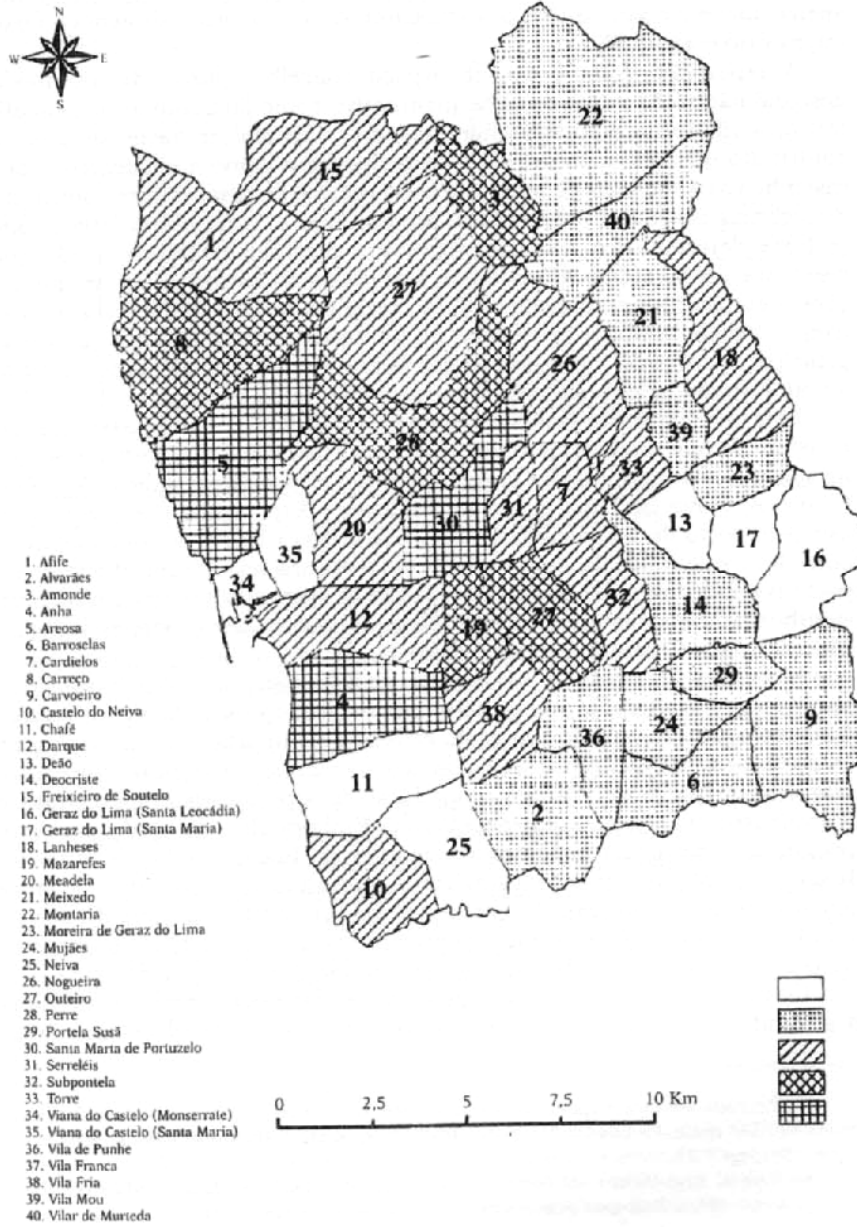 N
W E
S
22
15
3
40
1
27
21
8
26
18
28
39
5
33
23
30
31
7
20
13
35
17
16
34
32
14
12
19
27
29
4
38
24
9
36
11
6
2
25
10
1. Afife
2. Alvarães
3. Amonde
4. Anha
5. Areosa
6. Barroselas
7. Cardielos
8. Carreço
9. Carvoeiro
10. Castelo do Neiva
11. Chafé
12. Darque
13. Deão
14. Deocriste
15. Freixieiro de Soutelo
16. Geraz do Lima (Santa Leocádia)
17. Geraz do Lima (Santa Maria)
18. Lanheses
19. Mazarefes
20. Meadela
21. Meixedo
22. Montaria
23. Moreira de Geraz do Lima
24. Mujães
25. Neiva
26. Nogueira
27. Outeiro
28. Perre
29. Portela Susã
30. Santa Marta de Portuzelo
31. Serreleis
32. Subportela
33. Torre
34. Viana do Castelo (Monserrate)
35. Viana do Castelo (Santa Maria)
36. Vila de Punhe
37. Vila Franca
38. Vila Fria
39. Vila Mou
40. Vilar de Murteda
0 2,5 5 7,5 10 Km